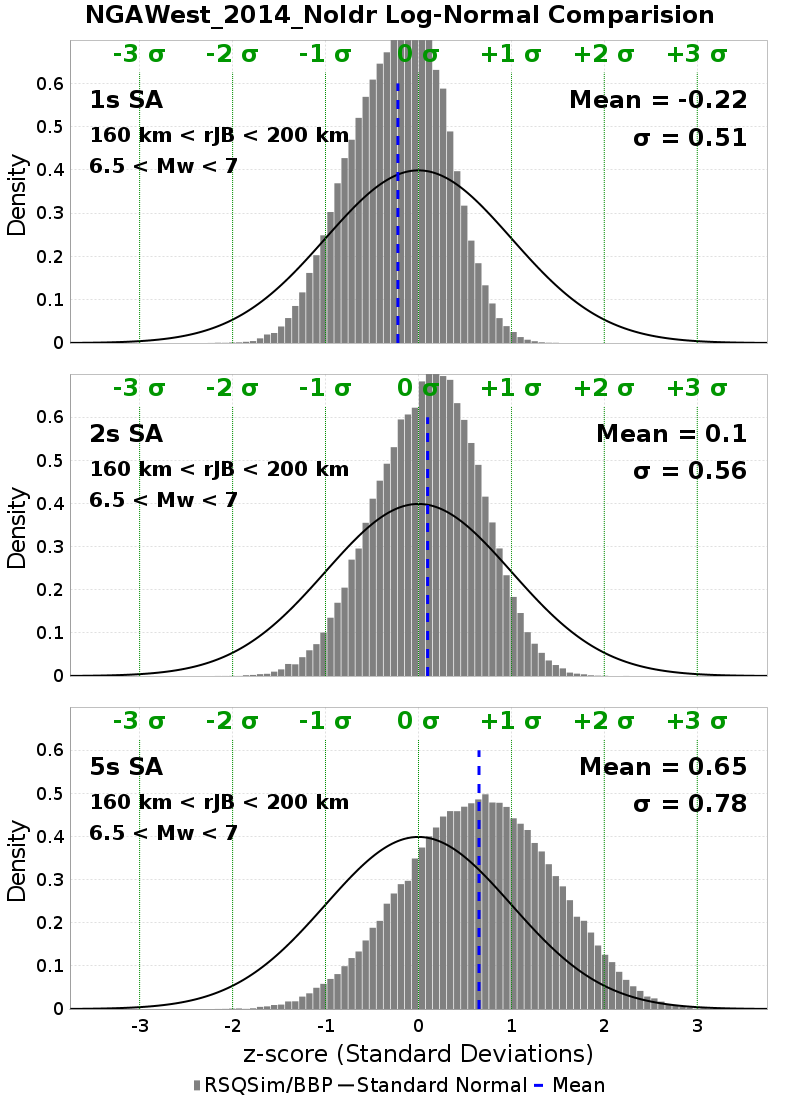 NGAWest_2014_NoIdr Log-Normal Comparision
-3 σ -2 σ -1 σ 0 σ +1 σ +2 σ +3 σ
1s SA
Mean = -0.22
160 km < rJB < 200 km
σ = 0.51
6.5 < Mw < 7
Density
0.6
0.5
0.4
0.3
0.2
0.1
0
-3 σ -2 σ -1 σ 0 σ +1 σ +2 σ +3 σ
2s SA
Mean = 0.1
160 km < rJB < 200 km
σ = 0.56
6.5 < Mw < 7
Density
0.6
0.5
0.4
0.3
0.2
0.1
0
-3 σ -2 σ -1 σ 0 σ +1 σ +2 σ +3 σ
5s SA
Mean = 0.65
160 km < rJB < 200 km
σ = 0.78
6.5 < Mw < 7
Density
0.6
0.5
0.4
0.3
0.2
0.1
0
-3 -2 -1 0 1 2 3
z-score (Standard Deviations)
RSQSim/BBP Standard Normal Mean